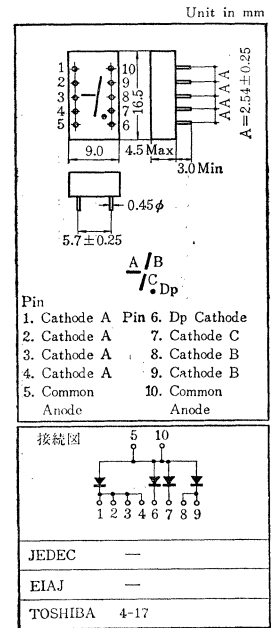 Unit in mm
1 10
2 9
3 8
4 7
5 6
16.5
A A A A
A=2.54±0.25
9.0
4.5 Max
3.0 Min
0.45φ
5.7±0.25
A B
C
Dp
Pin
1. Cathode A Pin 6. Dp Cathode
2. Cathode A 7. Cathode C
3. Cathode A 8. Cathode B
4. Cathode A 9. Cathode B
5. Common 10. Common
Anode Anode
接続図
5 10
1 2 3 4 6 7 8 9
JEDEC —
EIAJ —
TOSHIBA 4-17